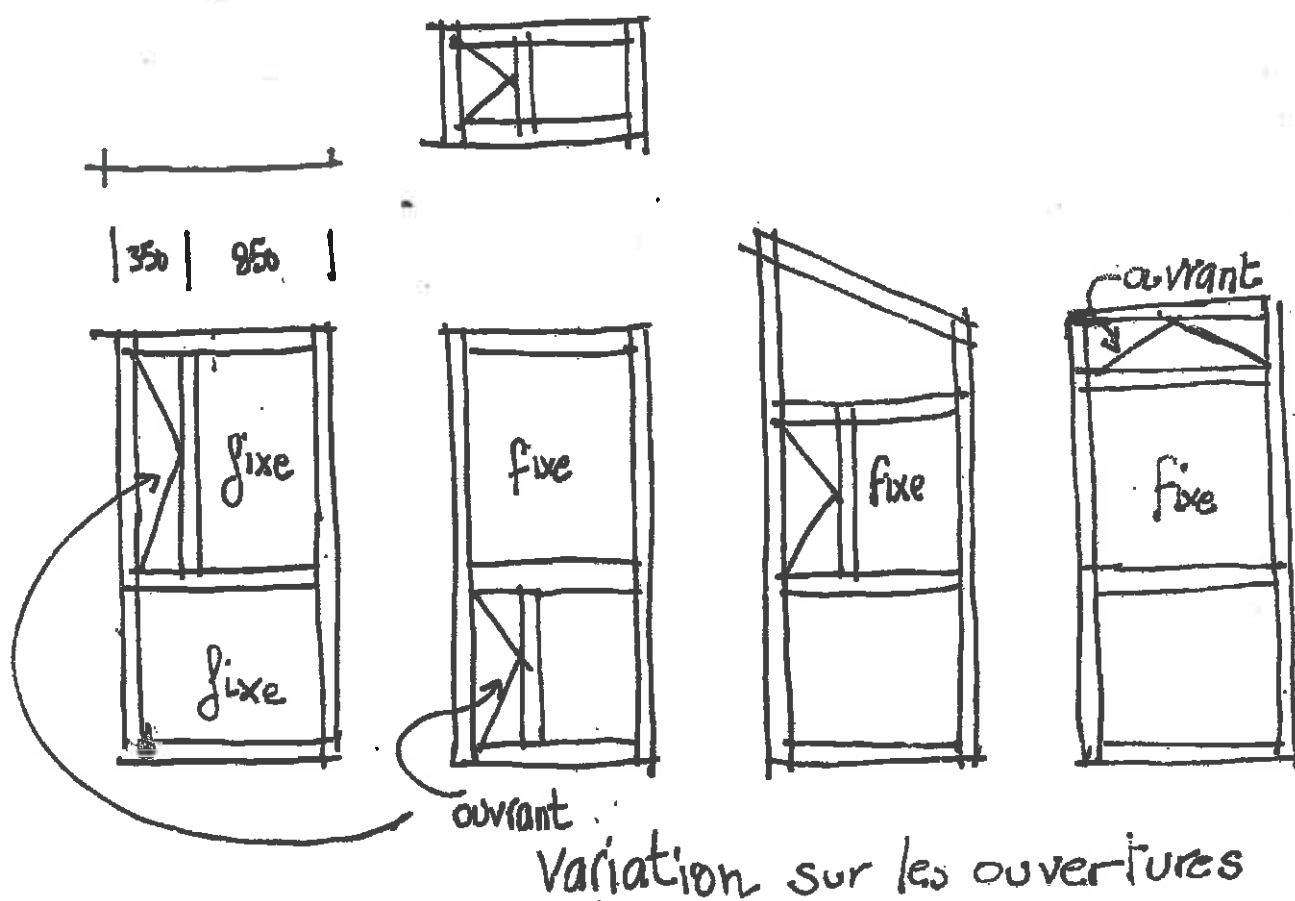 350 850
ouvrant
fixe
fixe
fixe
fixe
fixe
ouvrant
Variation sur les ouvertures